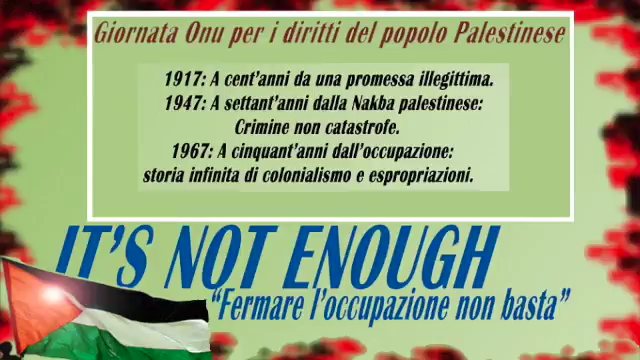 Giornata Onu per i diritti del popolo Palestinese
1917: A cent'anni da una promessa illegittima.
1947: A settant'anni dalla Nakba palestinese:
Crimine non catastrofe.
1967: A cinquant'anni dall'occupazione:
storia infinita di colonialismo e espropriazioni.
IT'S NOT ENOUGH
“Fermare l'occupazione non basta”